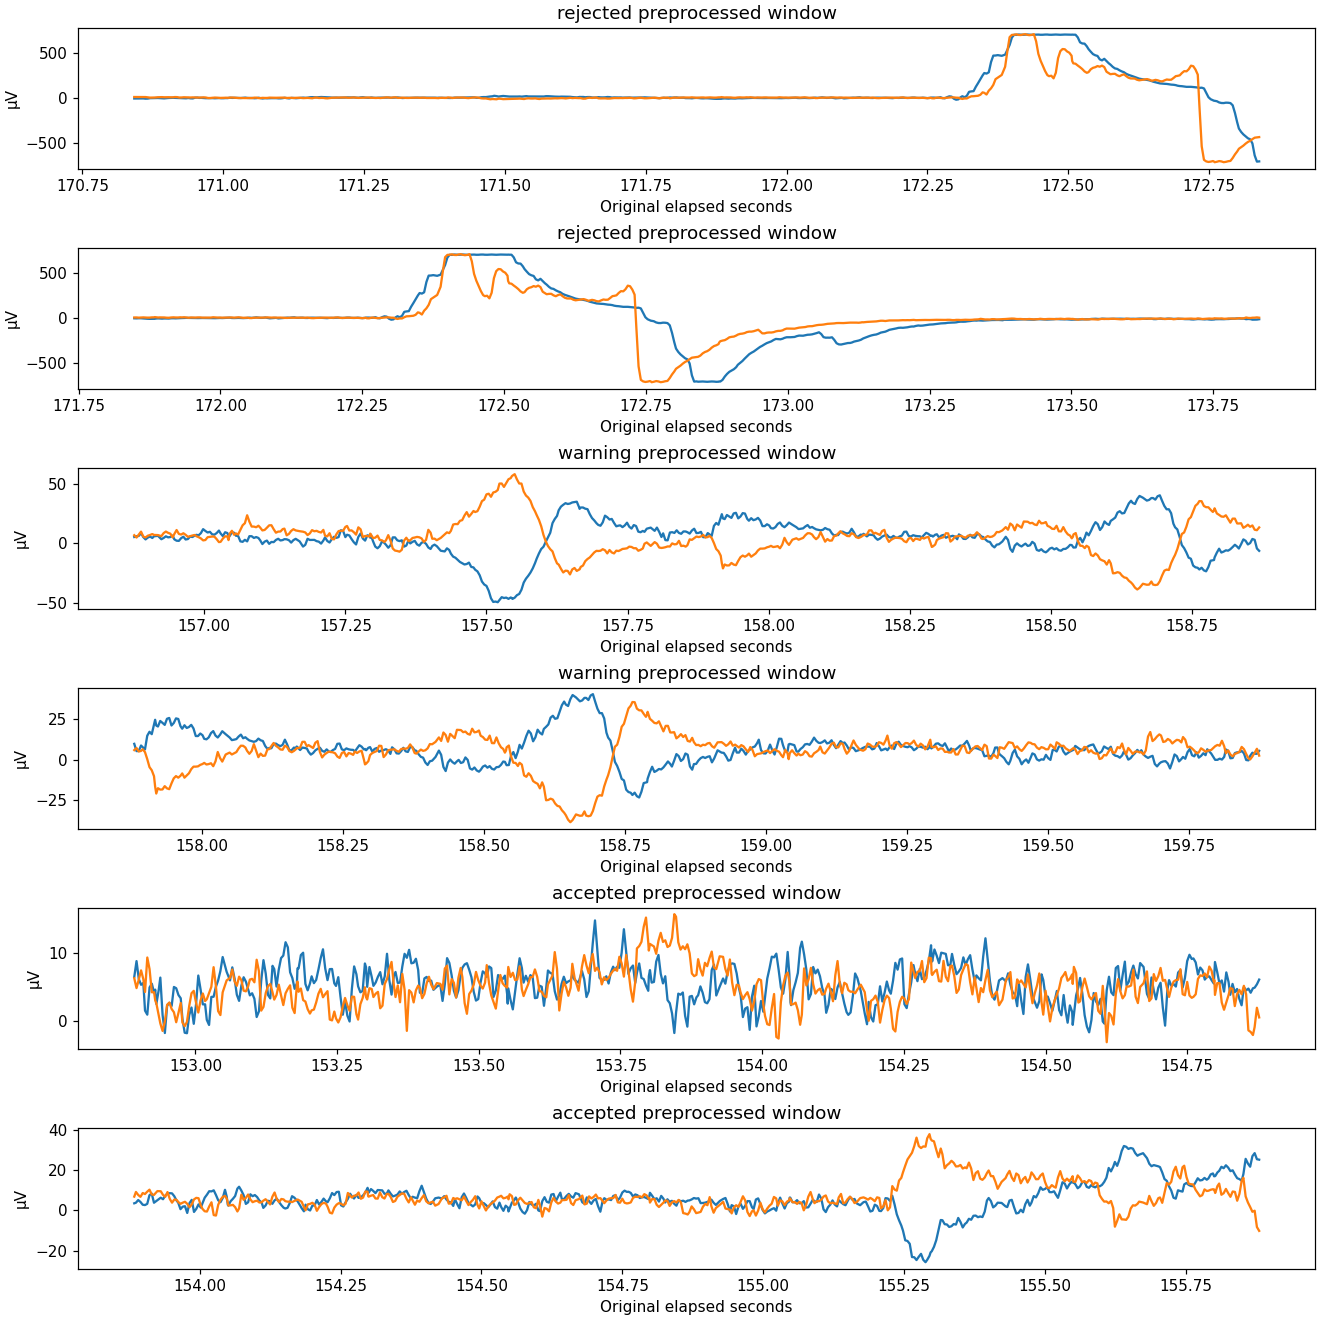 rejected preprocessed window
500
0
−500
µV
170.75 171.00 171.25 171.50 171.75 172.00 172.25 172.50 172.75
Original elapsed seconds
rejected preprocessed window
500
0
−500
µV
171.75 172.00 172.25 172.50 172.75 173.00 173.25 173.50 173.75
Original elapsed seconds
warning preprocessed window
50
0
−50
µV
157.00 157.25 157.50 157.75 158.00 158.25 158.50 158.75
Original elapsed seconds
warning preprocessed window
25
0
−25
µV
158.00 158.25 158.50 158.75 159.00 159.25 159.50 159.75
Original elapsed seconds
accepted preprocessed window
10
0
µV
153.00 153.25 153.50 153.75 154.00 154.25 154.50 154.75
Original elapsed seconds
accepted preprocessed window
40
20
0
−20
µV
154.00 154.25 154.50 154.75 155.00 155.25 155.50 155.75
Original elapsed seconds